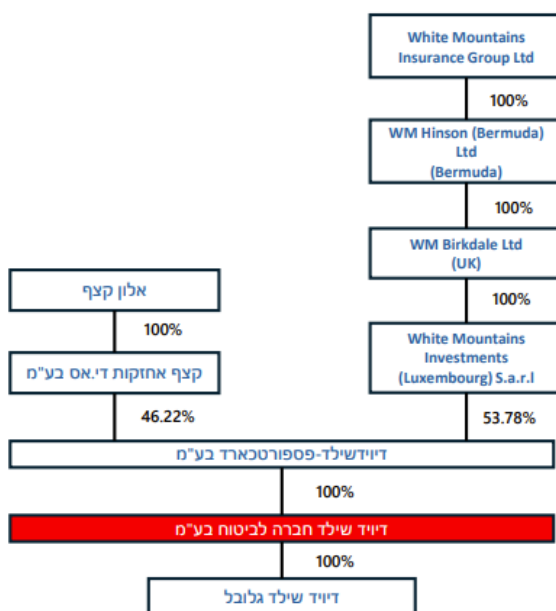 White Mountains
Insurance Group Ltd
100%
WM Hinson (Bermuda)
Ltd
(Bermuda)
100%
WM Birkdale Ltd
(UK)
אלון קצף
100%
100%
White Mountains
Investments
(Luxembourg) S.a.r.l
קצף אחזקות די.אס בע"מ
46.22%
53.78%
דיוידשילד-פספורטכארד בע"מ
100%
דיויד שילד חברה לביטוח בע"מ
100%
דיויד שילד גלובל